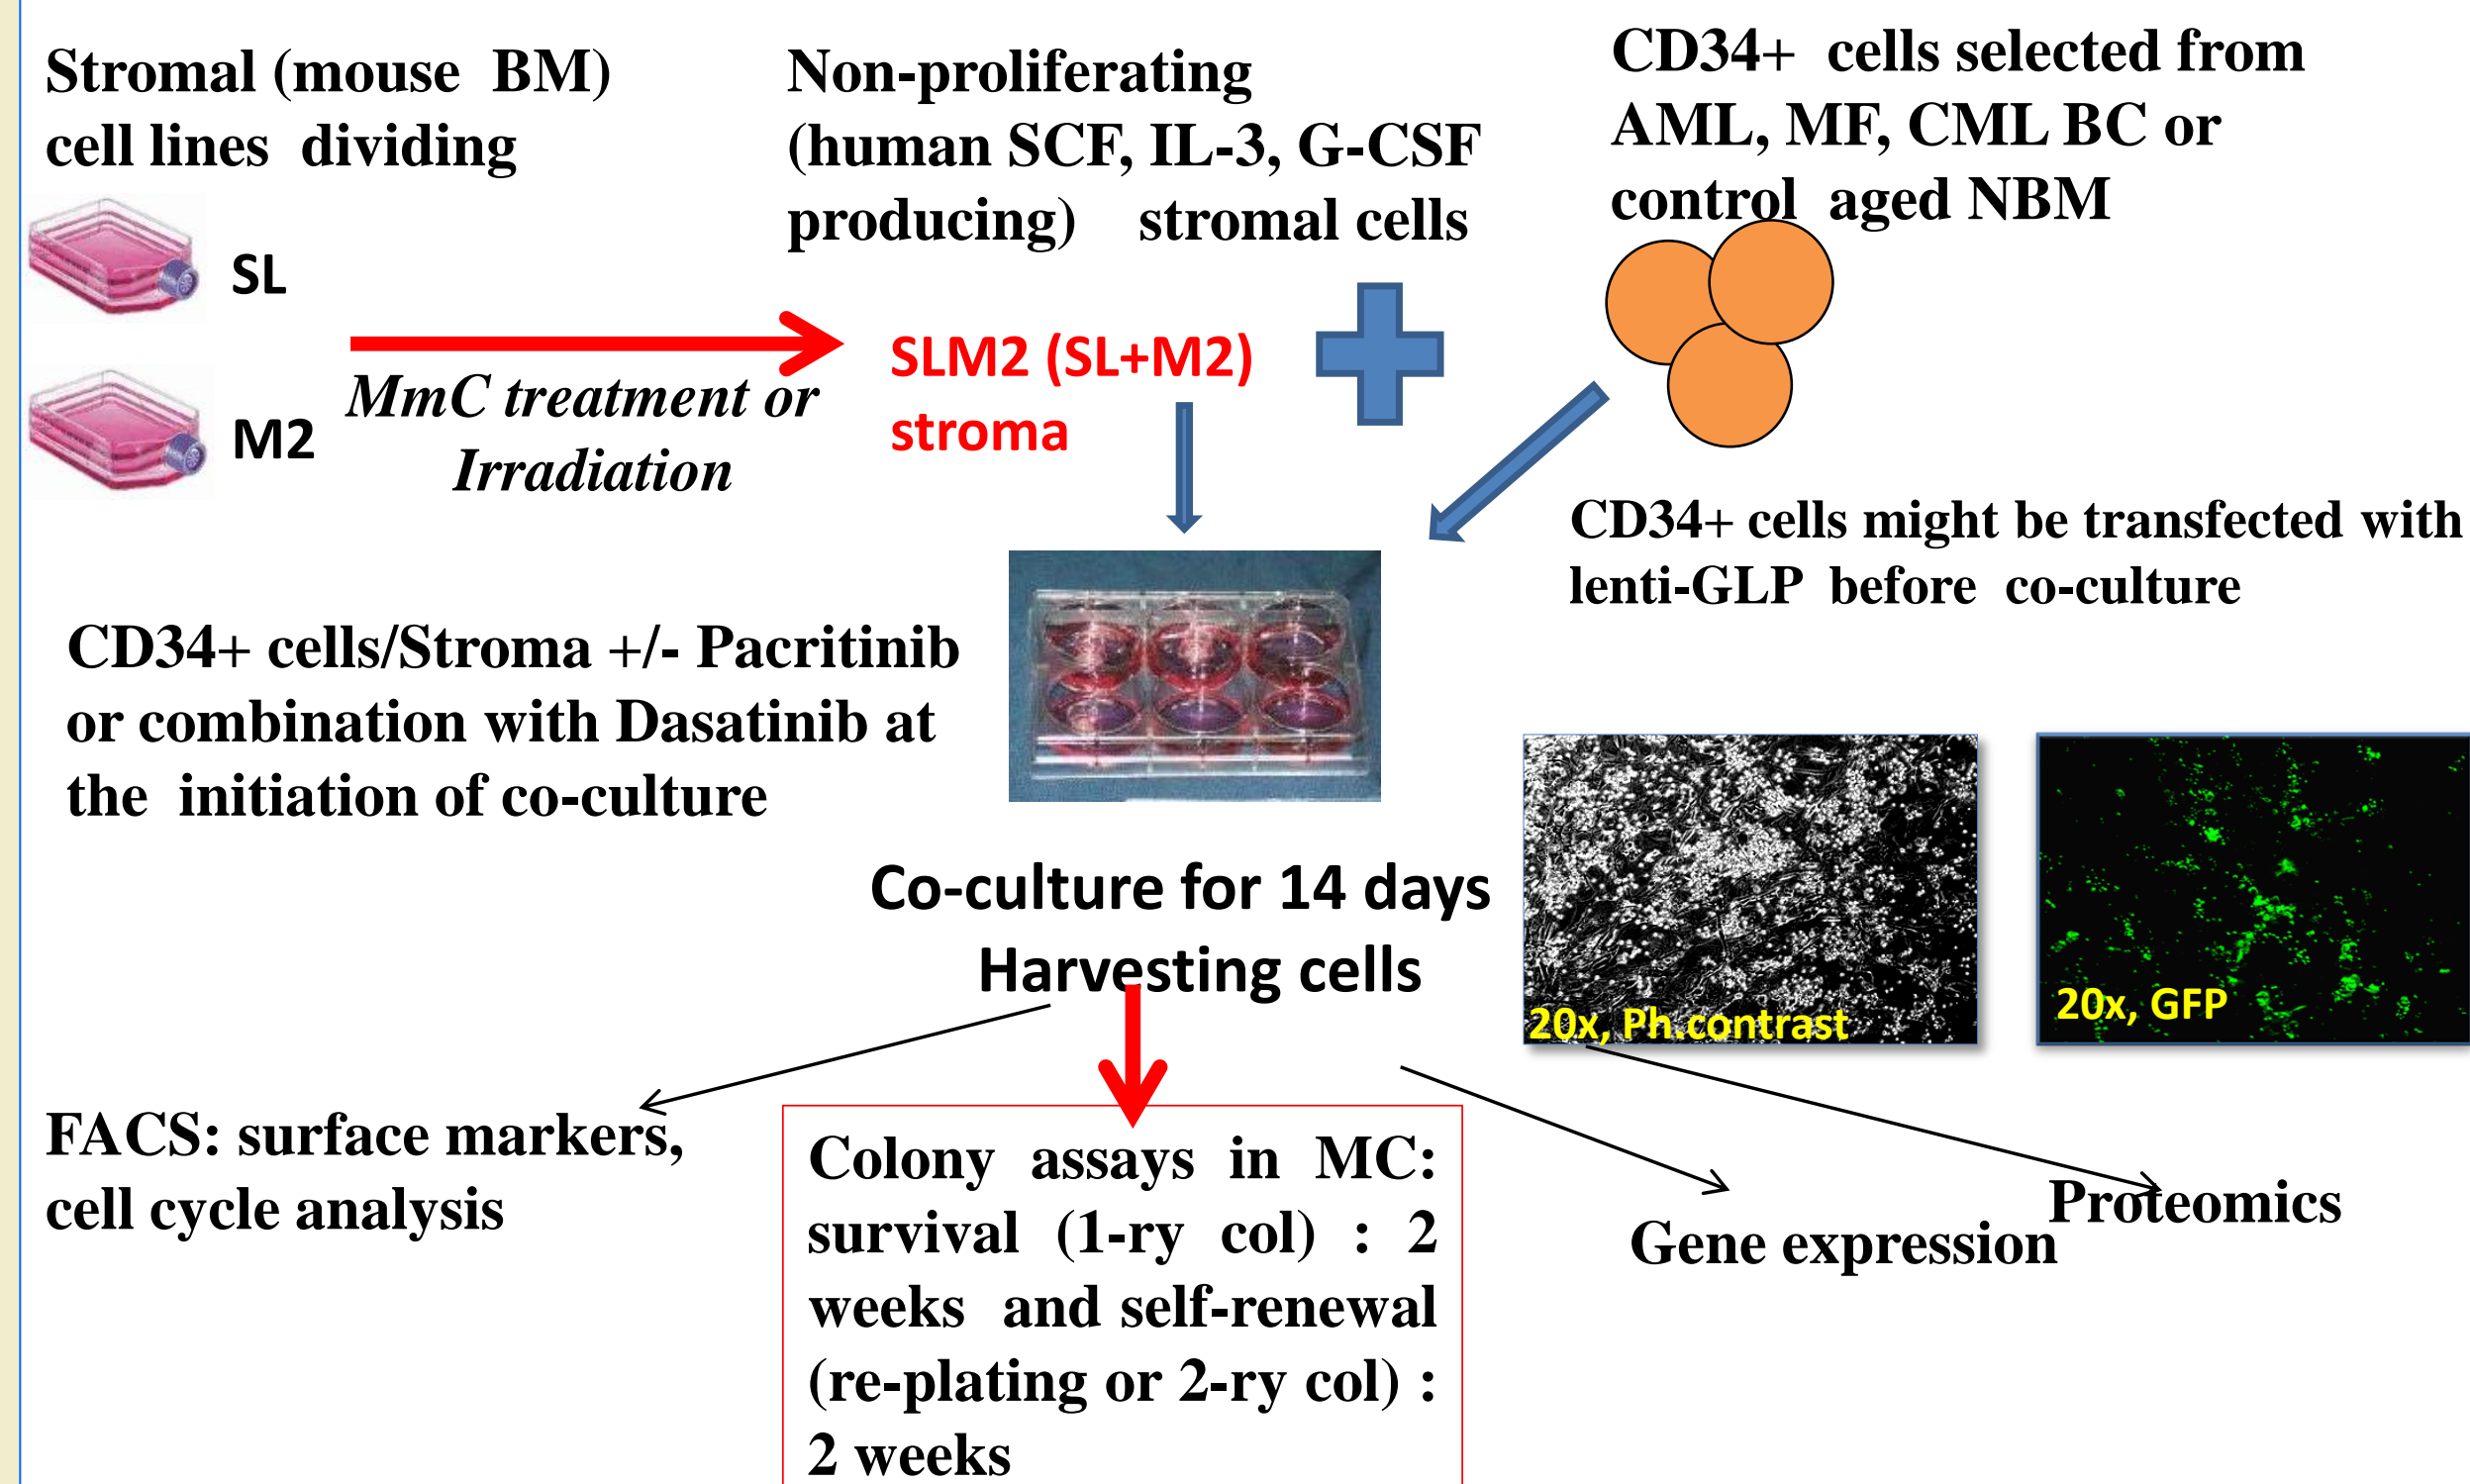 Stromal (mouse BM)
cell lines dividing
SL
M2
MmC treatment or
Irradiation
Non-proliferating
(human SCF, IL-3, G-CSF
producing) stromal cells
SLM2 (SL+M2)
stroma
CD34+ cells selected from
AML, MF, CML BC or
control aged NBM
CD34+ cells might be transfected with
lenti-GLP before co-culture
CD34+ cells/Stroma +/- Pacritinib
or combination with Dasatinib at
the initiation of co-culture
Co-culture for 14 days
Harvesting cells
20x, Ph.contrast
20x, GFP
FACS: surface markers,
cell cycle analysis
Colony assays in MC:
survival (1-ry col) : 2
weeks and self-renewal
(re-plating or 2-ry col) :
2 weeks
Gene expression
Proteomics